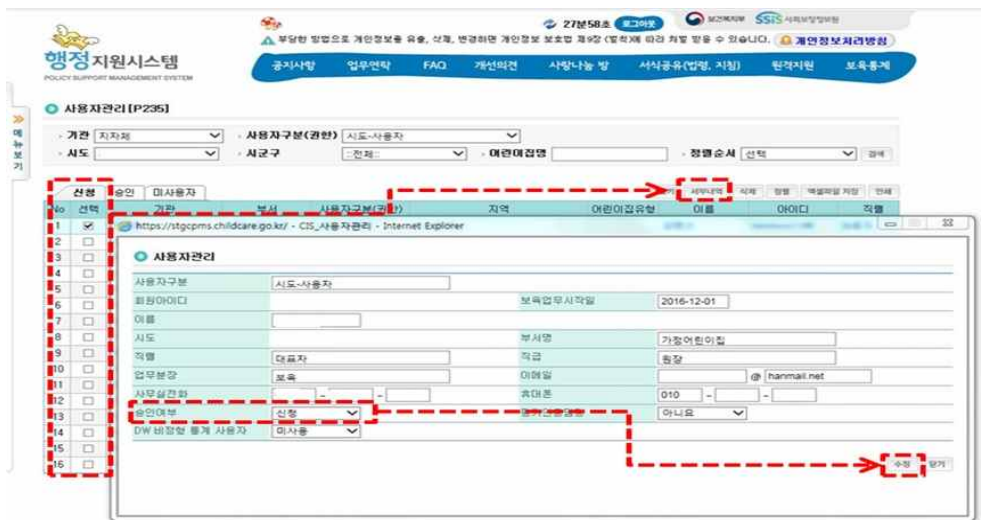 27분58초 로그아웃 보건복지부 SSiS 사회보장정보원
부당한 방법으로 개인정보를 유출, 삭제, 변경하면 개인정보 보호법 제9장 (벌칙)에 따라 처벌 받을 수 있습니다. 개인정보처리방침
행정지원시스템
POLICY SUPPORT MANAGEMENT SYSTEM
공지사항 업무연락 FAQ 개선의견 사랑나눔 방 서식공유(법령, 지침) 원격지원 보육통계
메뉴보기
사용자관리 [P235]
기관 지자체 사용자구분(권한) 시도-사용자
시도 시군구 ::전체:: 어린이집명 정렬순서 선택 검색
신청 승인 미사용자 세부내역 삭제 정렬 엑셀파일 저장 인쇄
No 선택 기관 부서 사용자구분(권한) 지역 어린이집유형 이름 아이디 직렬
1
https://stgcpms.childcare.go.kr/ - CIS_사용자관리 - Internet Explorer
2
3 사용자관리
4
5 사용자구분 시도-사용자
6 회원아이디 보육업무시작일 2016-12-01
7 이름
8 시도 부서명 가정어린이집
9 직렬 대표자 직급 원장
10 업무분장 보육 이메일 @ hanmail.net
11
12 사무실전화 - - 휴대폰 010 - -
13 승인여부 신청 아니요
14 DW 비정형 통계 사용자 미사용
15
16 수정 닫기